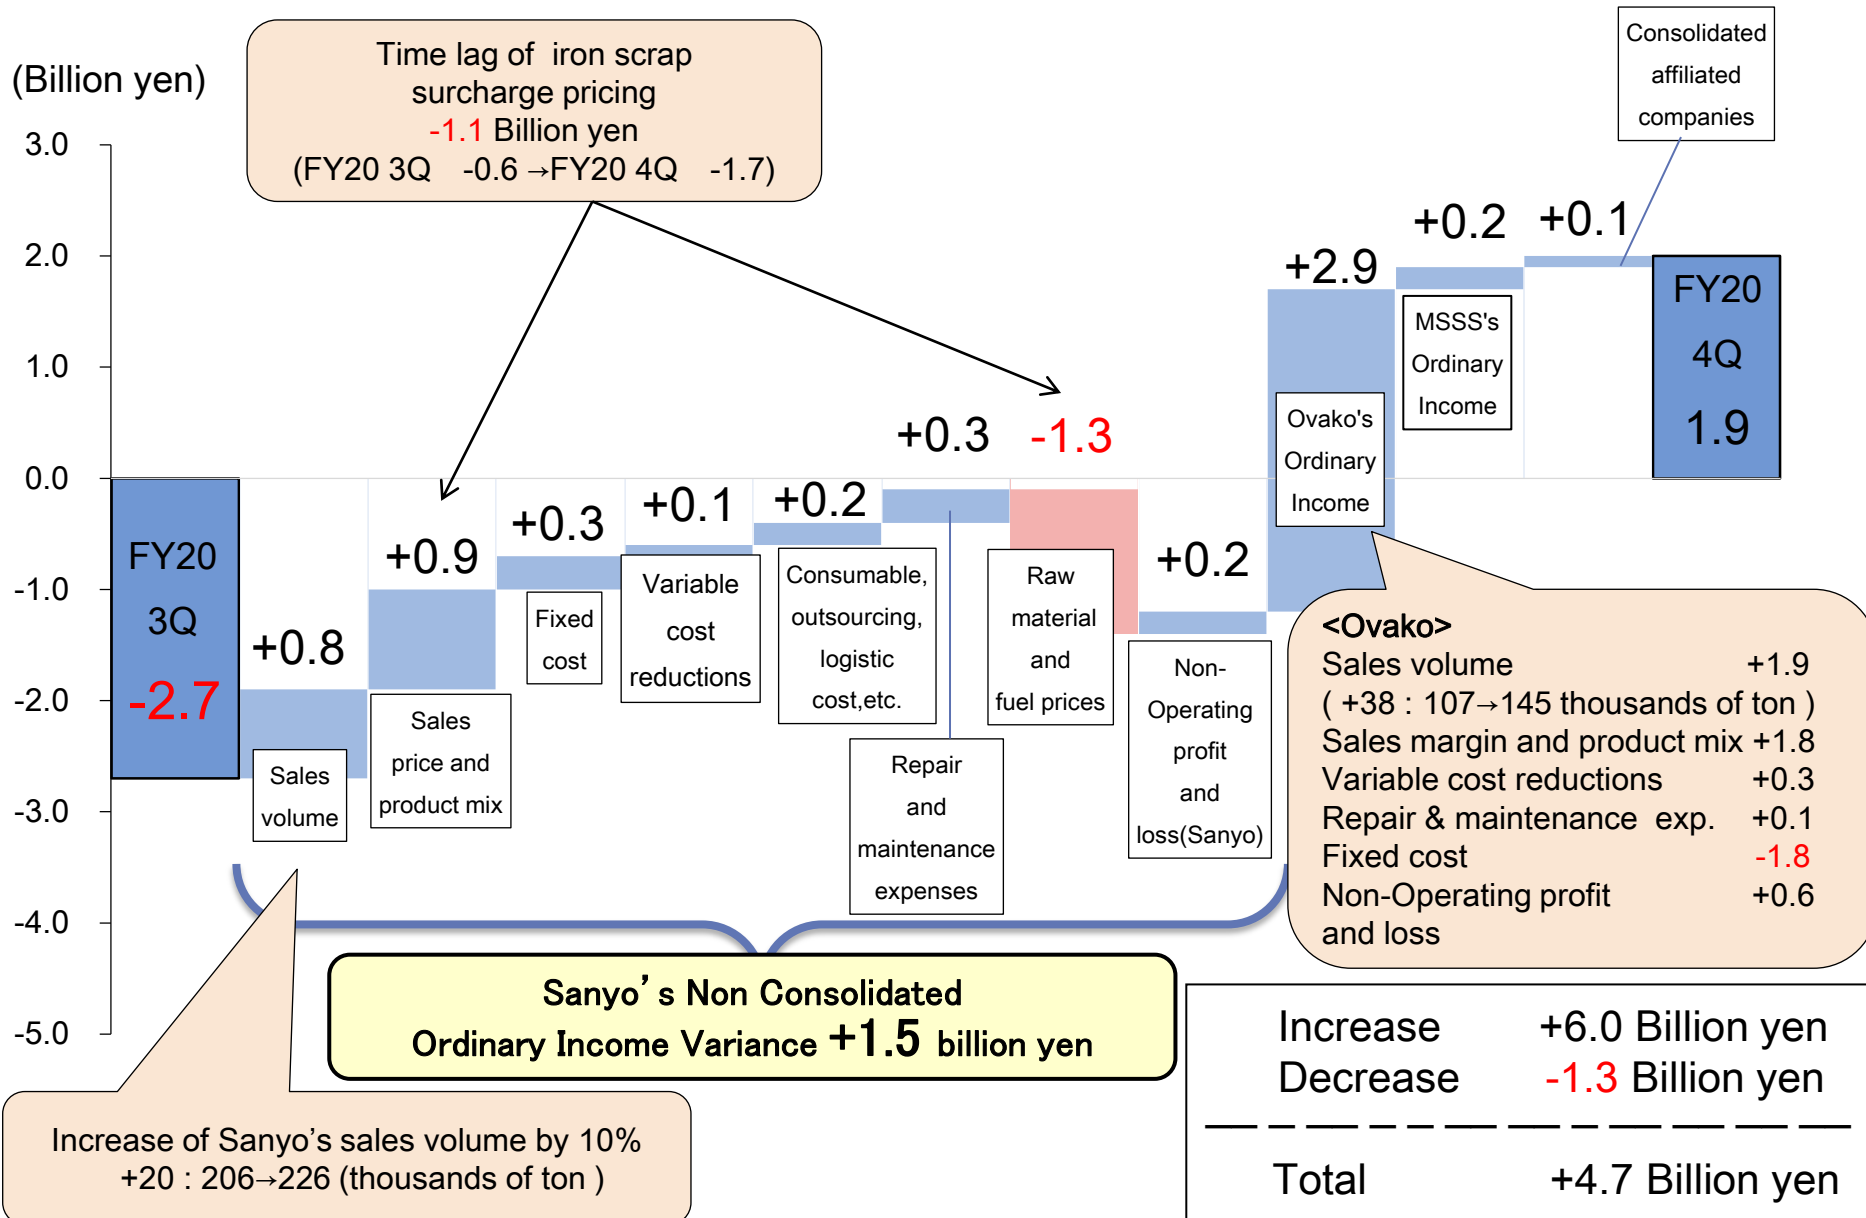 (Billion yen)
Time lag of iron scrap
surcharge pricing
-1.1 Billion yen
(FY20 3Q -0.6→FY20 4Q -1.7)
Consolidated
affiliated
companies
3.0
2.0
1.0
0.0
-1.0
-2.0
-3.0
-4.0
-5.0
FY20
3Q
-2.7
+0.8
Sales
volume
+0.9
Sales
price and
product mix
+0.3
Fixed
cost
+0.1
Variable
cost
reductions
+0.2
Consumable,
outsourcing,
logistic
cost,etc.
+0.3
Repair
and
maintenance
expenses
-1.3
Raw
material
and
fuel prices
+0.2
Non-
Operating
profit
and
loss(Sanyo)
+2.9
Ovako's
Ordinary
Income
+0.2
MSSS's
Ordinary
Income
+0.1
FY20
4Q
1.9
<Ovako>
Sales volume +1.9
( +38 : 107→145 thousands of ton )
Sales margin and product mix +1.8
Variable cost reductions +0.3
Repair & maintenance exp. +0.1
Fixed cost -1.8
Non-Operating profit +0.6
and loss
Sanyo's Non Consolidated
Ordinary Income Variance +1.5 billion yen
Increase of Sanyo's sales volume by 10%
+20 : 206→226 (thousands of ton )
Increase +6.0 Billion yen
Decrease -1.3 Billion yen
Total +4.7 Billion yen